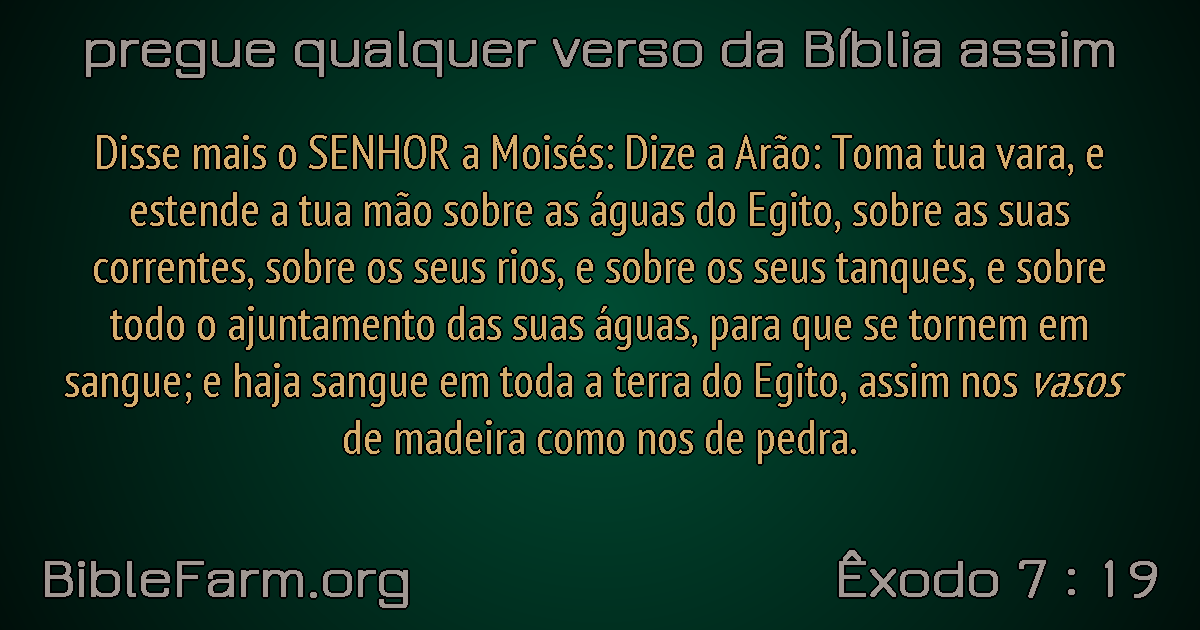 pregue qualquer verso da Bíblia assim
Disse mais o SENHOR a Moisés: Dize a Arão: Toma tua vara, e
estende a tua mão sobre as águas do Egito, sobre as suas
correntes, sobre os seus rios, e sobre os seus tanques, e sobre
todo o ajuntamento das suas águas, para que se tornem em
sangue; e haja sangue em toda a terra do Egito, assim nos vasos
de madeira como nos de pedra.
BibleFarm.org
Êxodo 7 : 19